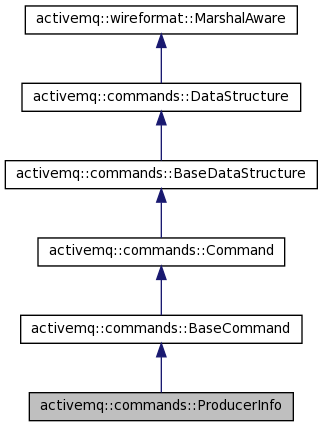 activemq::wireformat::MarshalAware
activemq::commands::DataStructure
activemq::commands::BaseDataStructure
activemq::commands::Command
activemq::commands::BaseCommand
activemq::commands::ProducerInfo